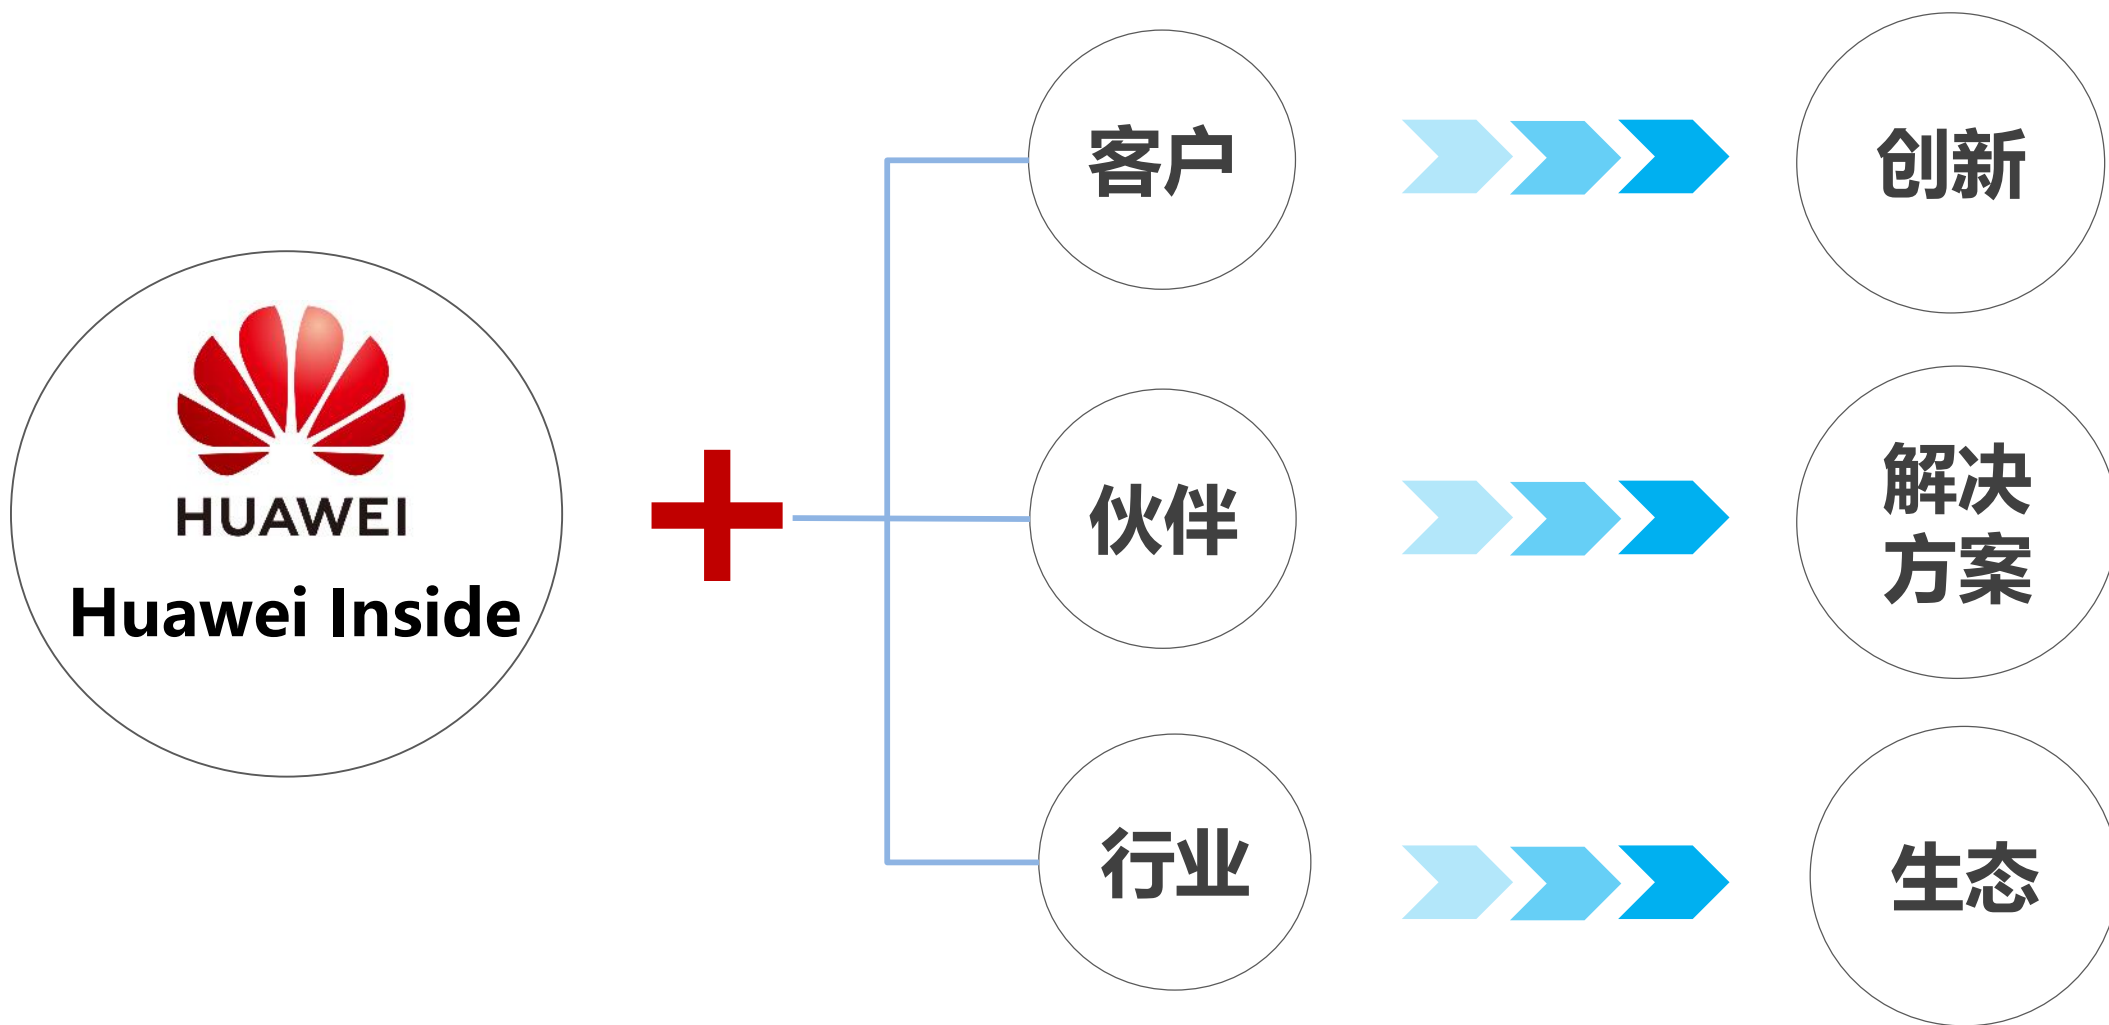 HUAWEI
Huawei Inside
客户
创新
伙伴
解决
方案
行业
生态